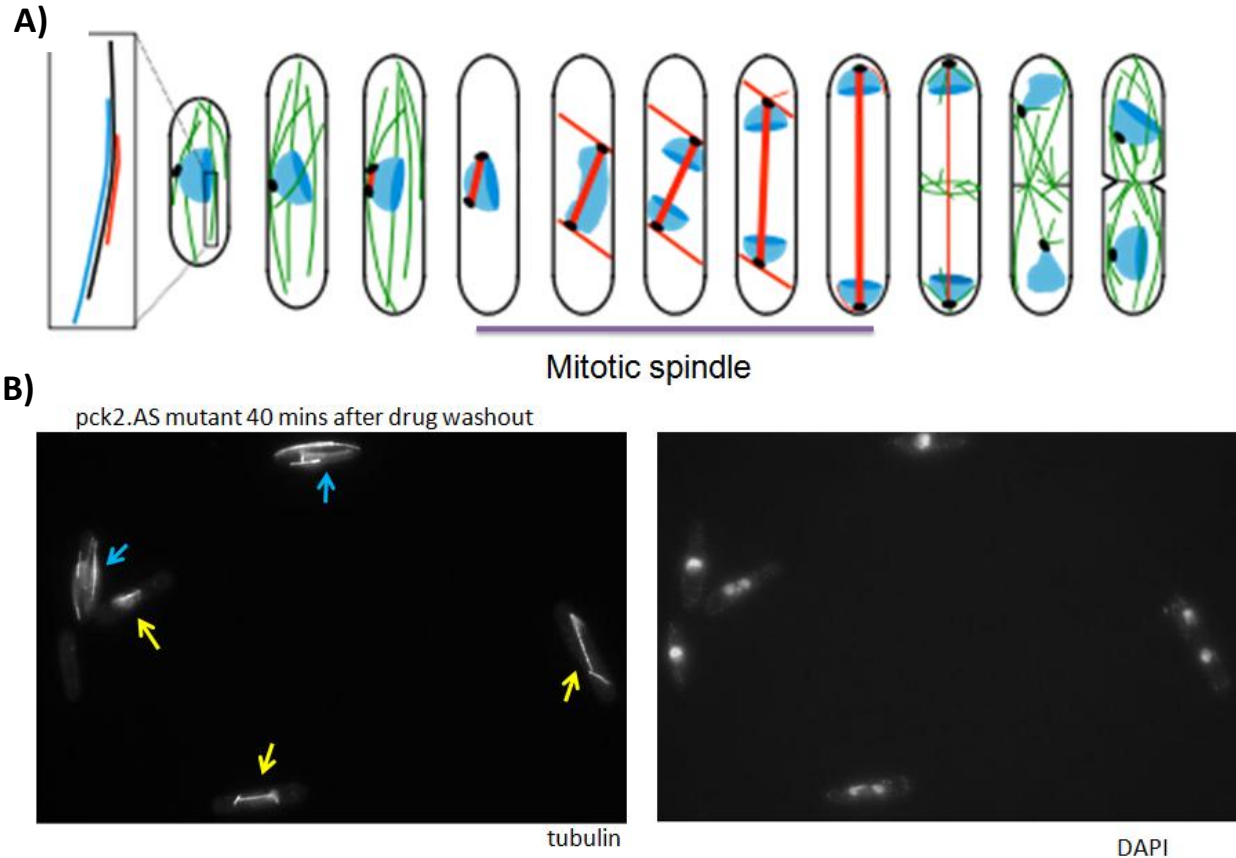 A)
Mitotic spindle
B)
pck2.AS mutant 40 mins after drug washout
tubulin
DAPI